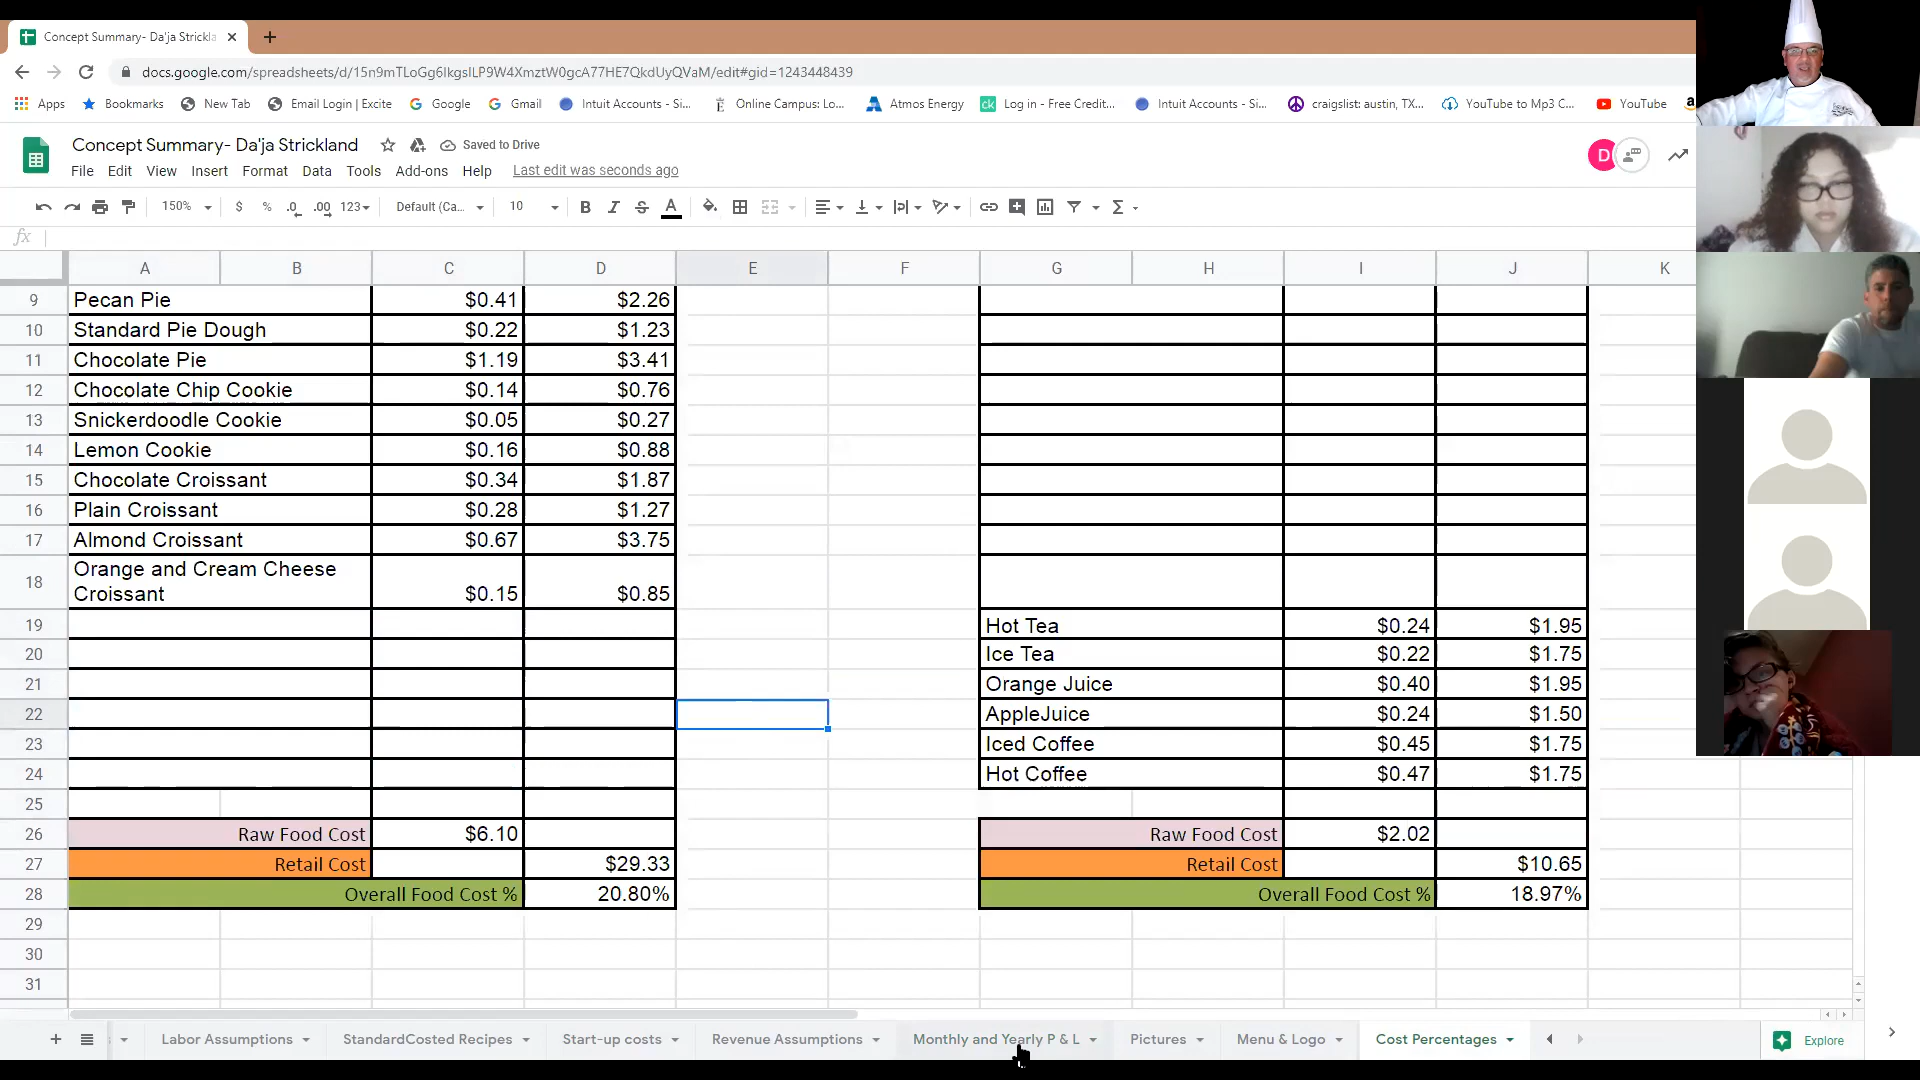 Concept Summary- Da'ja Strickla
docs.google.com/spreadsheets/d/15n9mTLoGg6IkgsILP9W4XmztW0gcA77HE7QkdUyQVaM/edit#gid=1243448439
Apps Bookmarks New Tab Email Login | Excite Google Gmail Intuit Accounts - Si... Online Campus: Lo... Atmos Energy ck Log in - Free Credit... Intuit Accounts - Si... craigslist: austin, TX... YouTube to Mp3 C... YouTube
Concept Summary- Da'ja Strickland Saved to Drive
D
File Edit View Insert Format Data Tools Add-ons Help Last edit was seconds ago
150% $ % .0 .00 123 Default (Ca... 10 B I S A
fx
A B C D E F G H I J K
9 Pecan Pie $0.41 $2.26
10 Standard Pie Dough $0.22 $1.23
11 Chocolate Pie $1.19 $3.41
12 Chocolate Chip Cookie $0.14 $0.76
13 Snickerdoodle Cookie $0.05 $0.27
14 Lemon Cookie $0.16 $0.88
15 Chocolate Croissant $0.34 $1.87
16 Plain Croissant $0.28 $1.27
17 Almond Croissant $0.67 $3.75
Orange and Cream Cheese
18 Croissant $0.15 $0.85
19 Hot Tea $0.24 $1.95
20 Ice Tea $0.22 $1.75
21 Orange Juice $0.40 $1.95
22 AppleJuice $0.24 $1.50
23 Iced Coffee $0.45 $1.75
24 Hot Coffee $0.47 $1.75
25
26 Raw Food Cost $6.10 Raw Food Cost $2.02
27 Retail Cost $29.33 Retail Cost $10.65
28 Overall Food Cost % 20.80% Overall Food Cost % 18.97%
29
30
31
Labor Assumptions StandardCosted Recipes Start-up costs Revenue Assumptions Monthly and Yearly P & L Pictures Menu & Logo Cost Percentages Explore